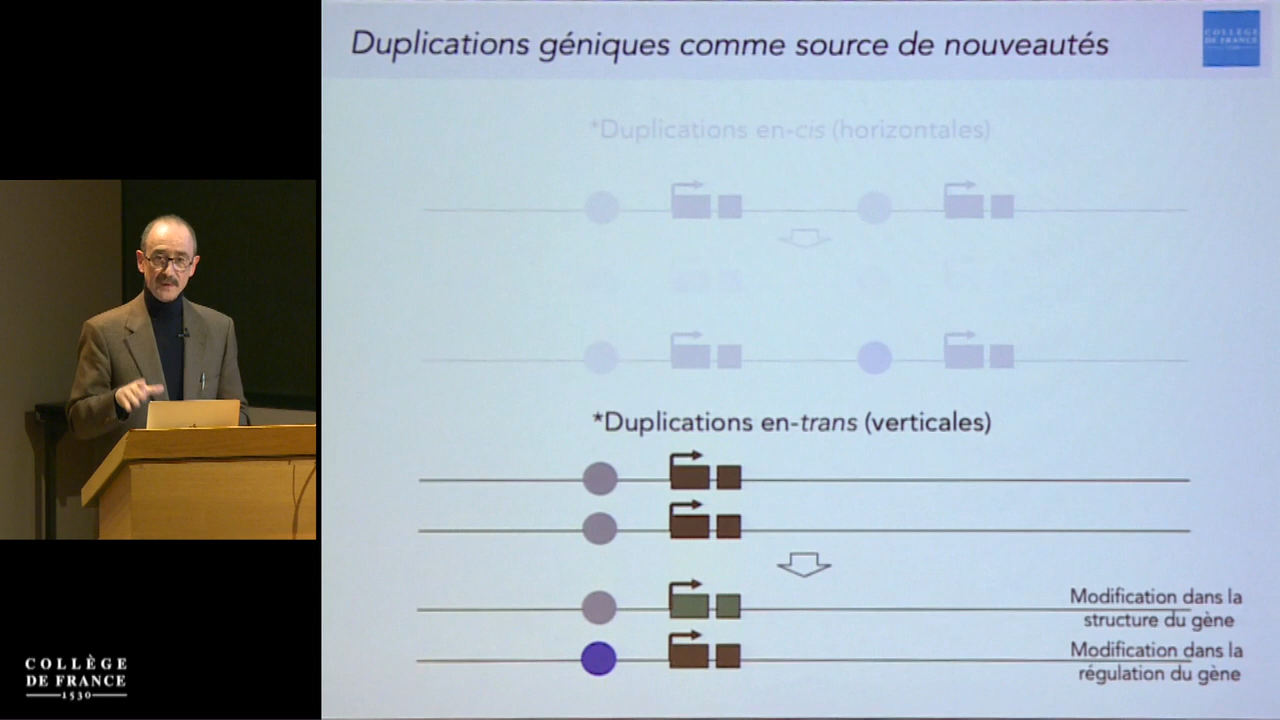 Duplications géniques comme source de nouveautés
COLLÈGE
DE FRANCE
1530
*Duplications en-cis (horizontales)
*Duplications en-trans (verticales)
Modification dans la
structure du gène
Modification dans la
régulation du gène
COLLÈGE
DE FRANCE
1530